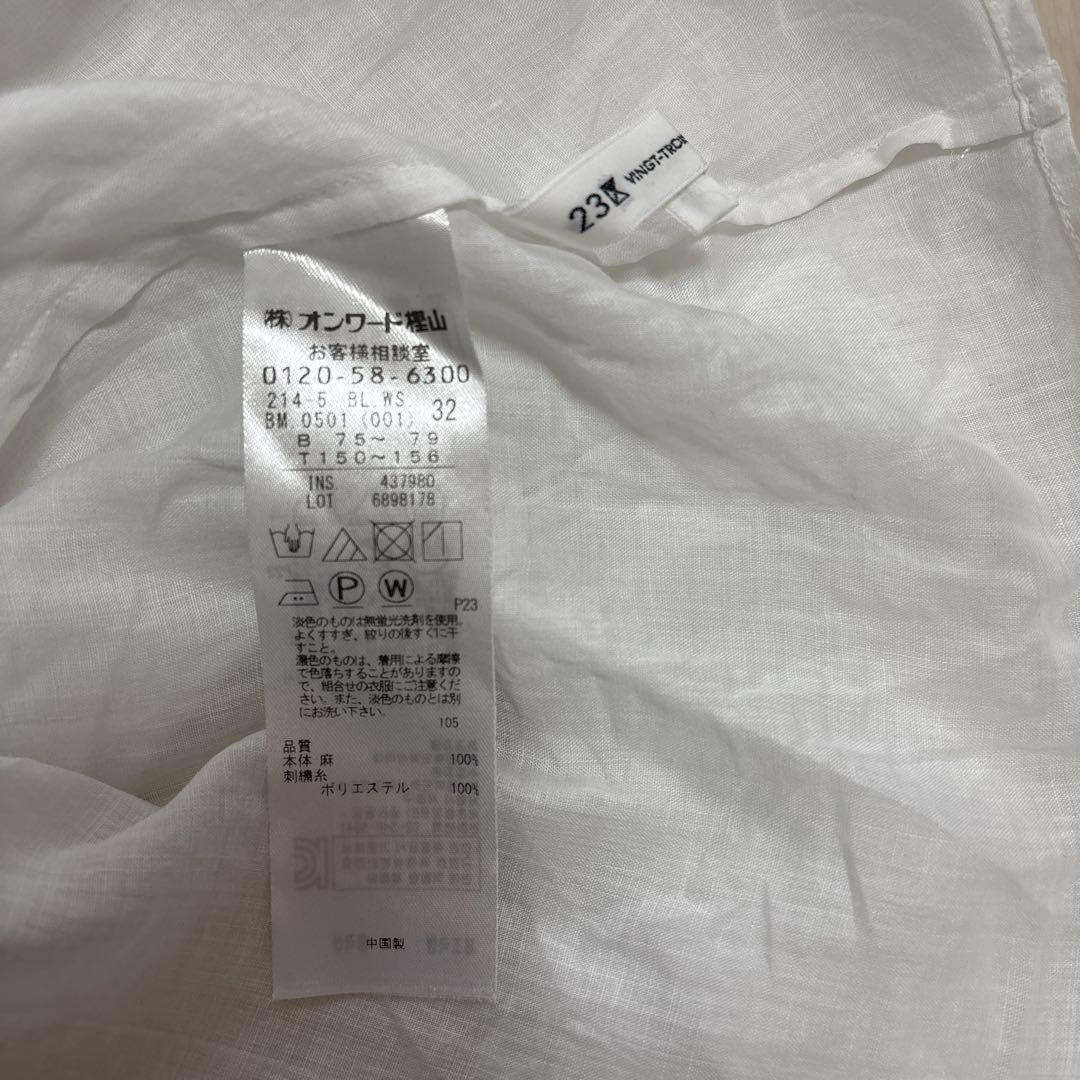 23区 VINGT-TROI
(株)オンワード樫山
お客様相談室
0120-58-6300
214-5 BL.WS
BM 0501 (001) 32
B 75〜 79
T150〜156
INS. 437980
LOT 6898178
P W
P23
淡色のものは無蛍光洗剤を使用。
よくすすぎ、絞りの後すぐに干
すこと。
濃色のものは、着用による摩擦
で色落ちすることがありますの
で、組合せの衣服にご注意くだ
さい。また、淡色のものとは別
にお洗い下さい。
105
品質
本体 麻 100%
刺繍糸
ポリエステル 100%
中国製